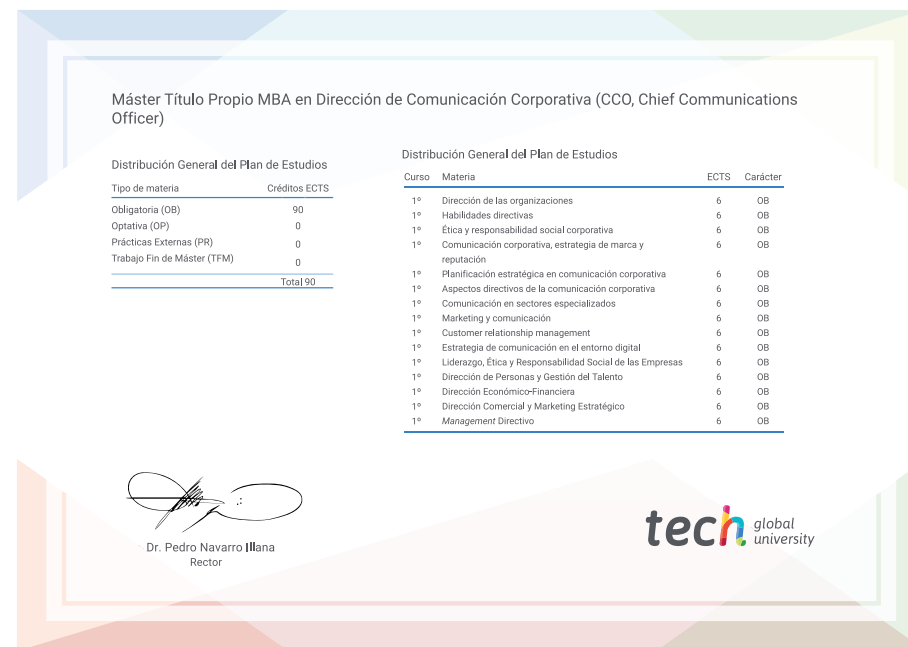 Máster Título Propio MBA en Dirección de Comunicación Corporativa (CCO, Chief Communications
Officer)
Distribución General del Plan de Estudios
Tipo de materia Créditos ECTS
Obligatoria (OB) 90
Optativa (OP) 0
Prácticas Externas (PR) 0
Trabajo Fin de Máster (TFM) 0
Total 90
Distribución General del Plan de Estudios
Curso Materia ECTS Carácter
1º Dirección de las organizaciones 6 OB
1º Habilidades directivas 6 OB
1º Ética y responsabilidad social corporativa 6 OB
1º Comunicación corporativa, estrategia de marca y 6 OB
reputación
1º Planificación estratégica en comunicación corporativa 6 OB
1º Aspectos directivos de la comunicación corporativa 6 OB
1º Comunicación en sectores especializados 6 OB
1º Marketing y comunicación 6 OB
1º Customer relationship management 6 OB
1º Estrategia de comunicación en el entorno digital 6 OB
1º Liderazgo, Ética y Responsabilidad Social de las Empresas 6 OB
1º Dirección de Personas y Gestión del Talento 6 OB
1º Dirección Económico-Financiera 6 OB
1º Dirección Comercial y Marketing Estratégico 6 OB
1º Management Directivo 6 OB
Dr. Pedro Navarro Illana
Rector
tech global
university